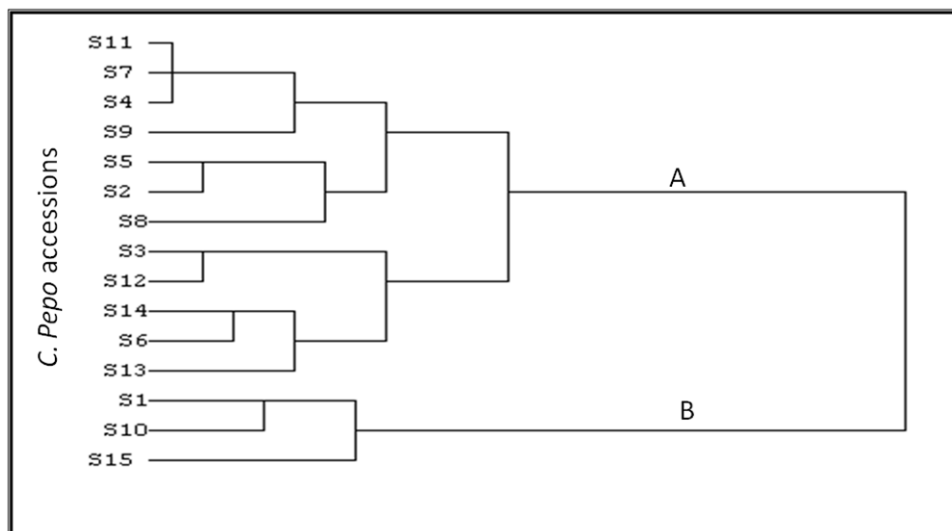 C. Pepo accessions
S11
S7
S4
S9
S5
S2
S8
S3
S12
S14
S6
S13
S1
S10
S15
A
B